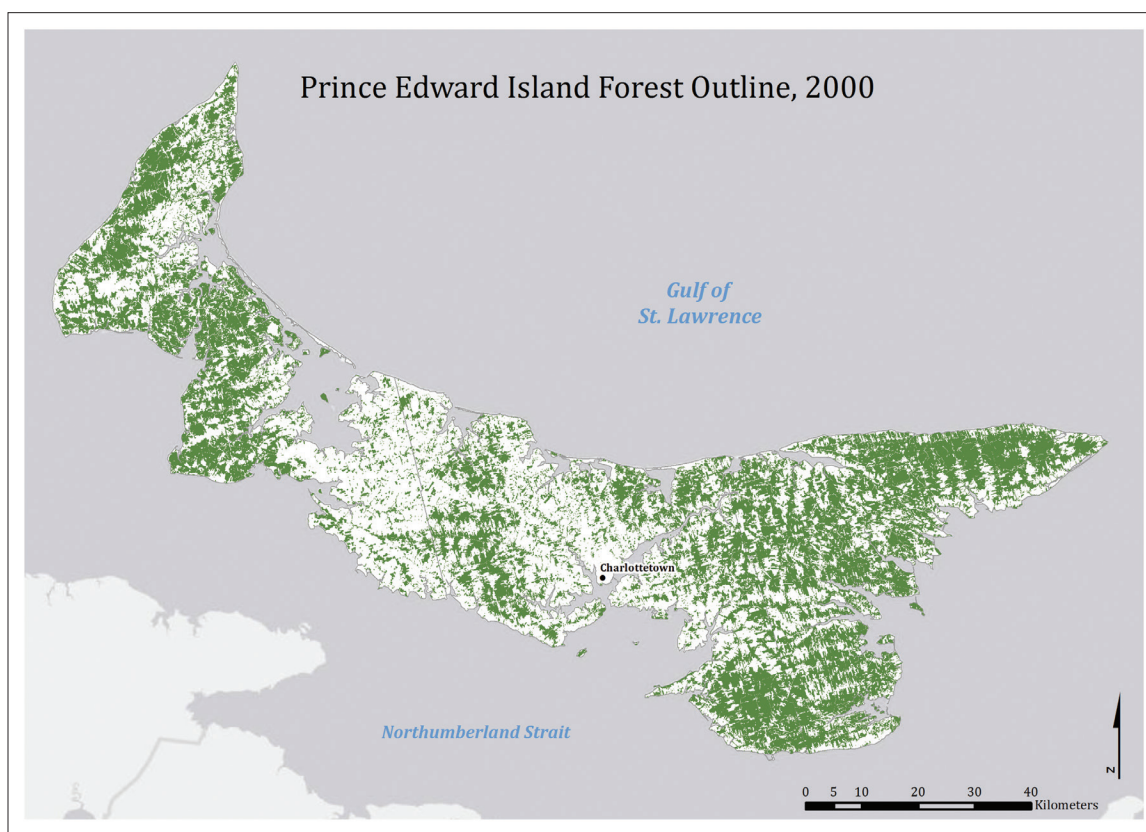 Prince Edward Island Forest Outline, 2000
Gulf of
St. Lawrence
Charlottetown
Northumberland Strait
N
0 5 10 20 30 40
Kilometers